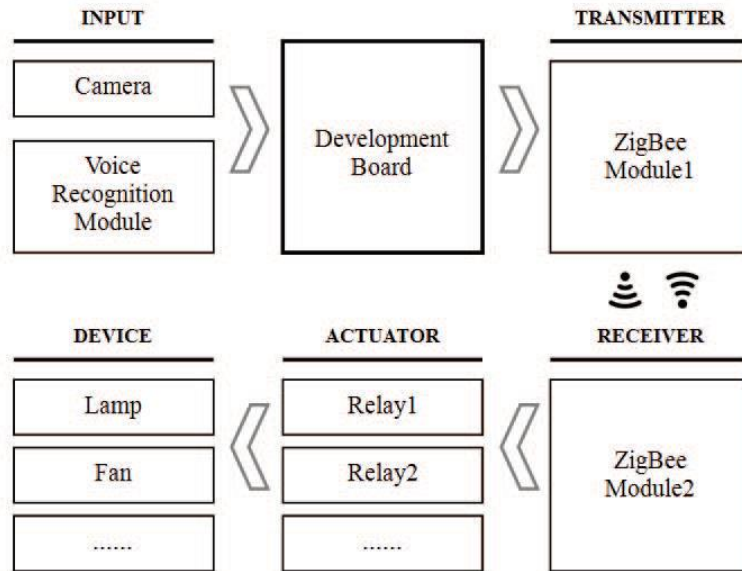 INPUT
Camera
Voice
Recognition
Module
Development
Board
TRANSMITTER
ZigBee
Module1
DEVICE
Lamp
Fan
......
ACTUATOR
Relay1
Relay2
......
RECEIVER
ZigBee
Module2